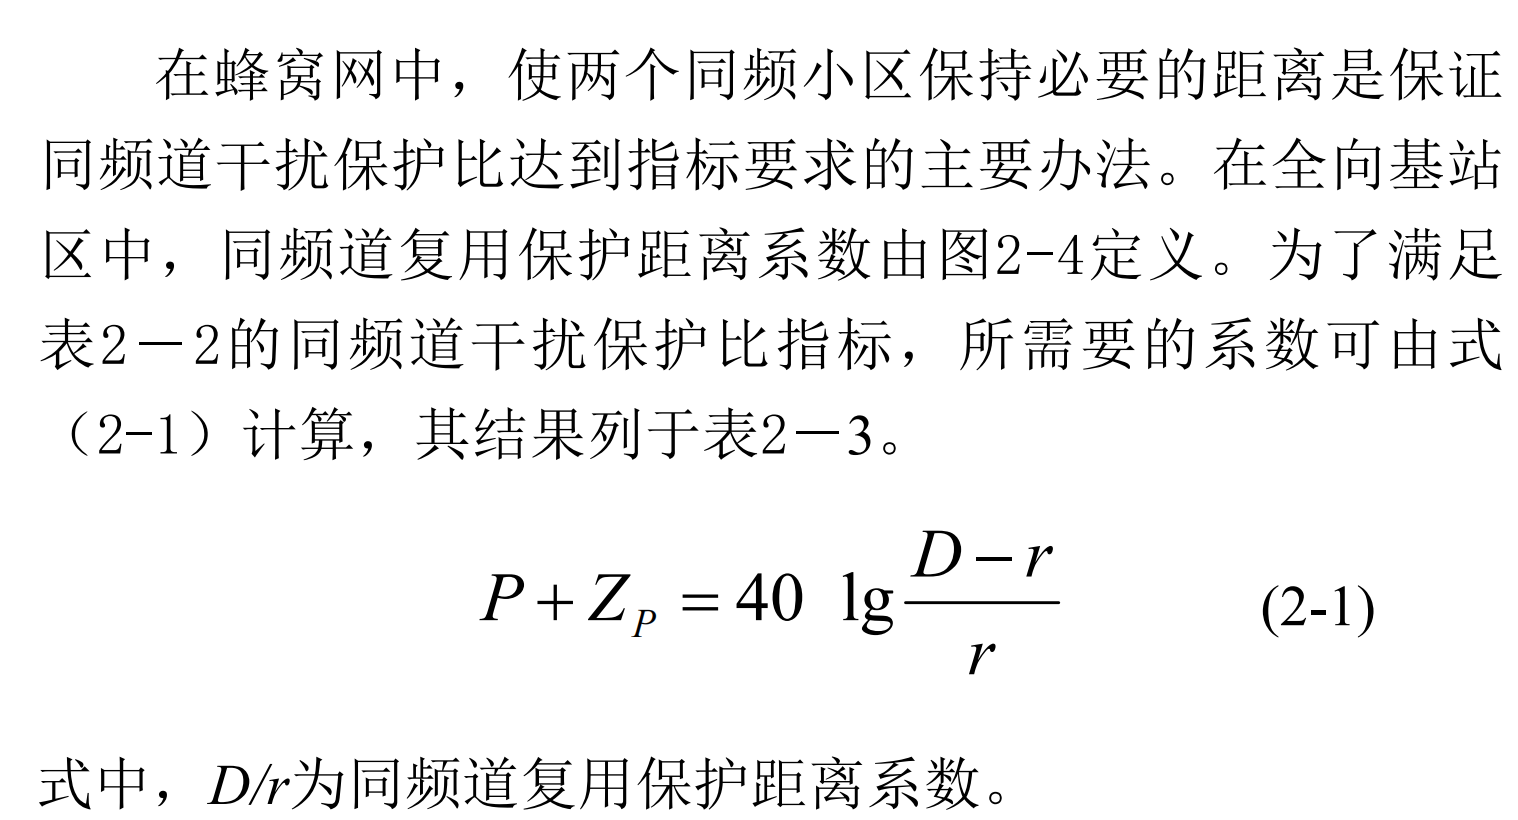 在蜂窝网中，使两个同频小区保持必要的距离是保证
同频道干扰保护比达到指标要求的主要办法。在全向基站
区中，同频道复用保护距离系数由图2-4定义。为了满足
表2－2的同频道干扰保护比指标，所需要的系数可由式
（2-1）计算，其结果列于表2－3。
P + Z_P = 40 lg \frac{D - r}{r} (2-1)
式中，D/r为同频道复用保护距离系数。